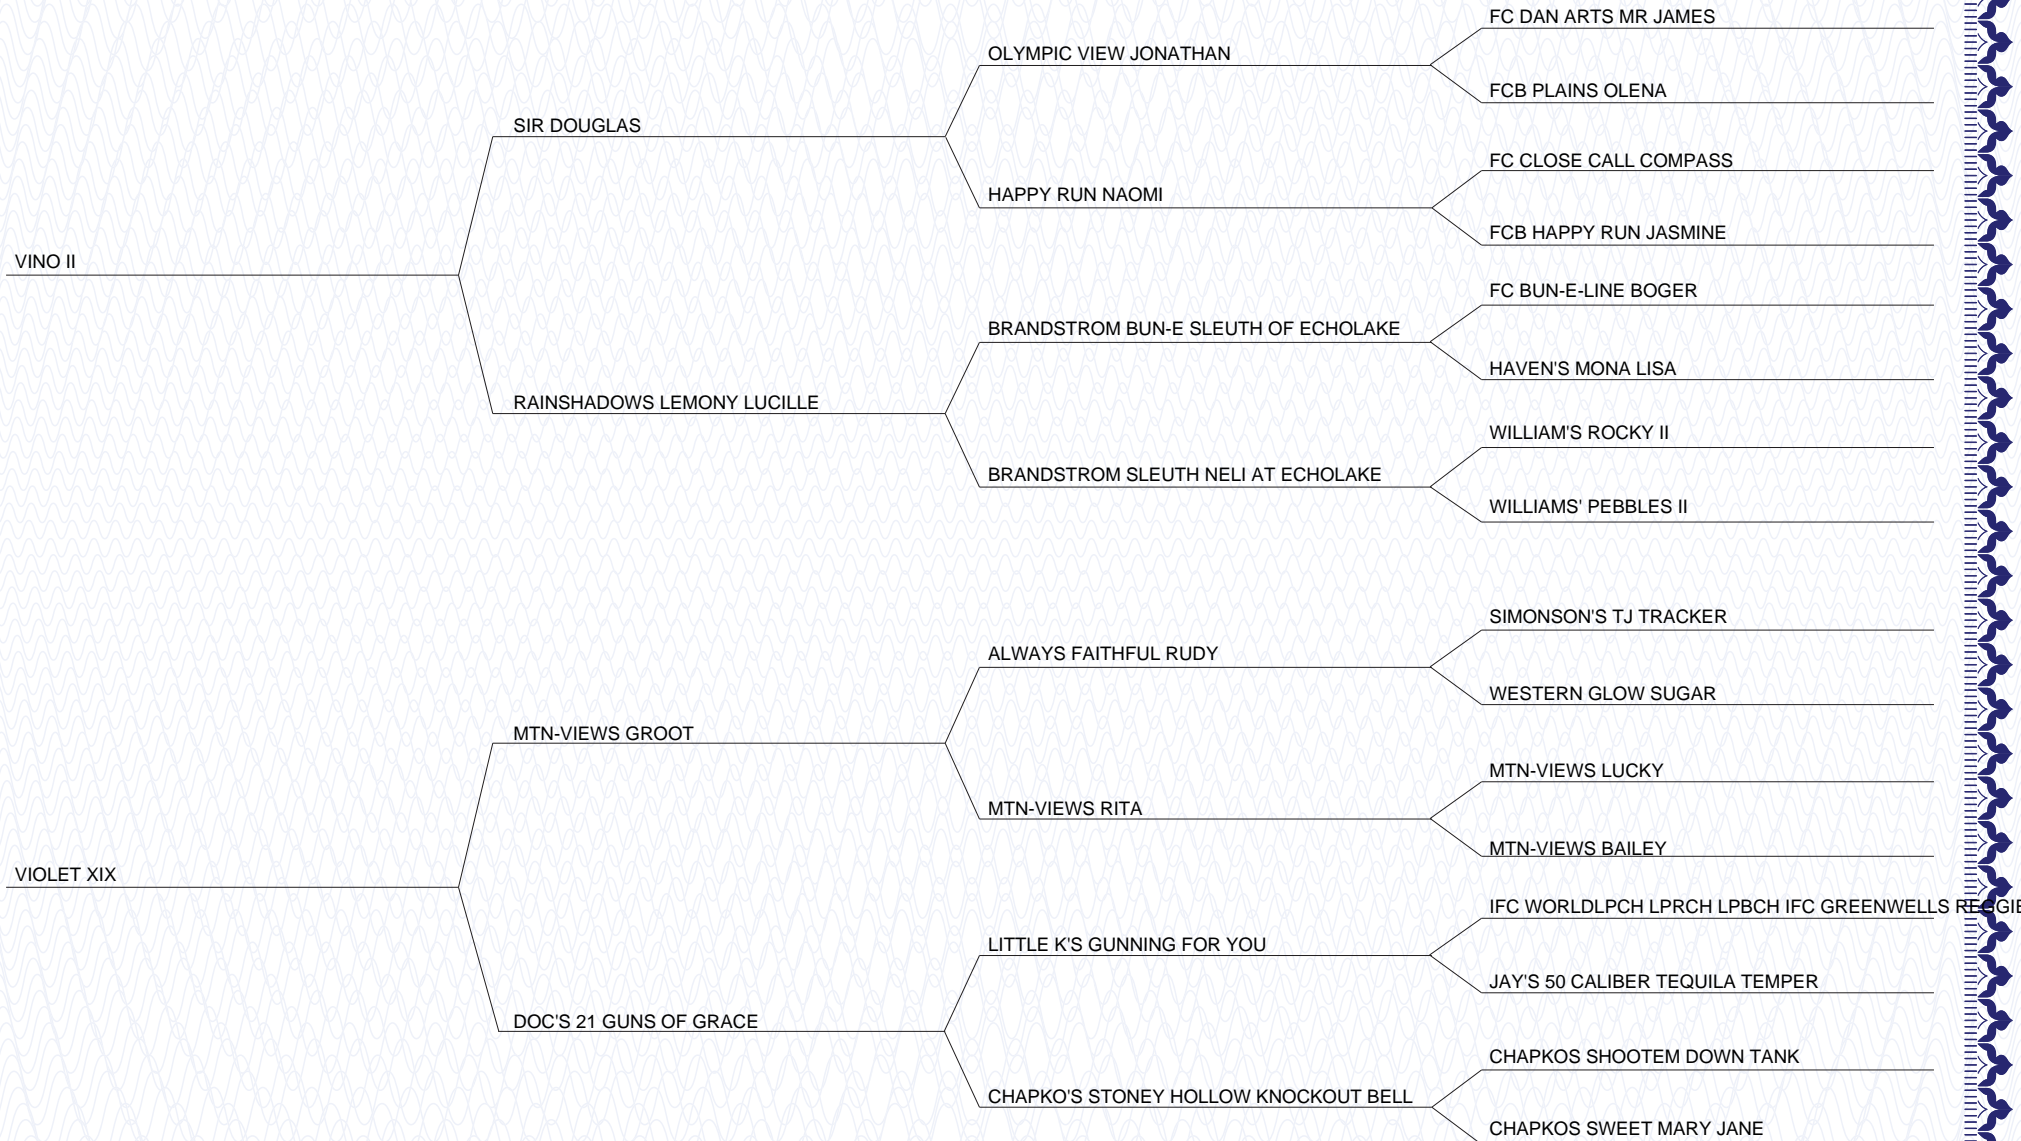 FC DAN ARTS MR JAMES
OLYMPIC VIEW JONATHAN
FCB PLAINS OLENA
SIR DOUGLAS
FC CLOSE CALL COMPASS
HAPPY RUN NAOMI
FCB HAPPY RUN JASMINE
VINO II
FC BUN-E-LINE BOGER
BRANDSTROM BUN-E SLEUTH OF ECHOLAKE
HAVEN'S MONA LISA
RAINSHADOWS LEMONY LUCILLE
WILLIAM'S ROCKY II
BRANDSTROM SLEUTH NELI AT ECHOLAKE
WILLIAMS' PEBBLES II
SIMONSON'S TJ TRACKER
ALWAYS FAITHFUL RUDY
WESTERN GLOW SUGAR
MTN-VIEWS GROOT
MTN-VIEWS LUCKY
MTN-VIEWS RITA
MTN-VIEWS BAILEY
VIOLET XIX
IFC WORLDLPCH LPRCH LPBCH IFC GREENWELLS REGGIE
LITTLE K'S GUNNING FOR YOU
JAY'S 50 CALIBER TEQUILA TEMPER
DOC'S 21 GUNS OF GRACE
CHAPKOS SHOOTEM DOWN TANK
CHAPKO'S STONEY HOLLOW KNOCKOUT BELL
CHAPKOS SWEET MARY JANE